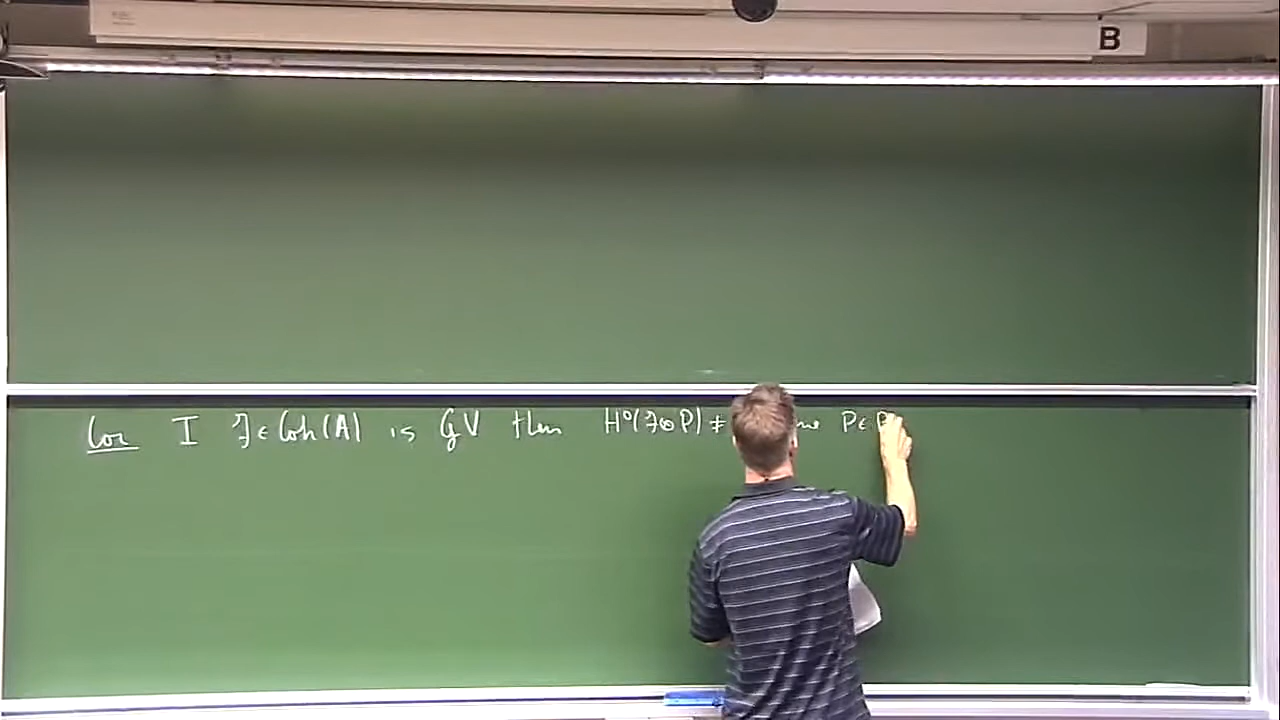 B
Cor I F ∈ Coh(A) is GV then H⁰(F⊗P) ≠ P ∈